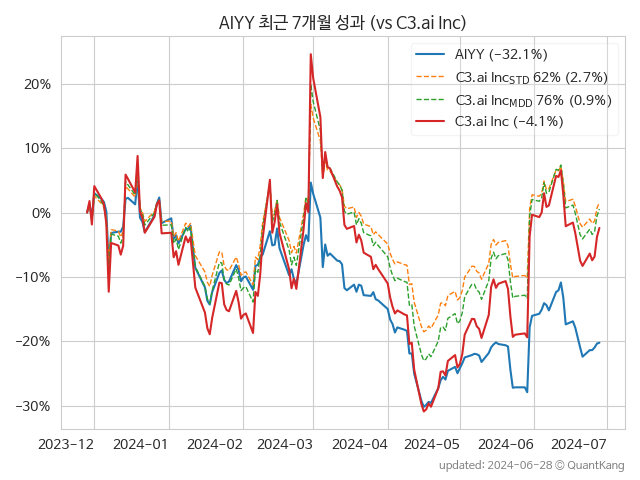 AIYY 최근 7개월 성과 (vs C3.ai Inc)
AIYY (−32.1%)
C3.ai Inc_STD 62% (2.7%)
C3.ai Inc_MDD 76% (0.9%)
C3.ai Inc (−4.1%)
20%
10%
0%
−10%
−20%
−30%
2023-12 2024-01 2024-02 2024-03 2024-04 2024-05 2024-06 2024-07
updated: 2024-06-28 © QuantKang